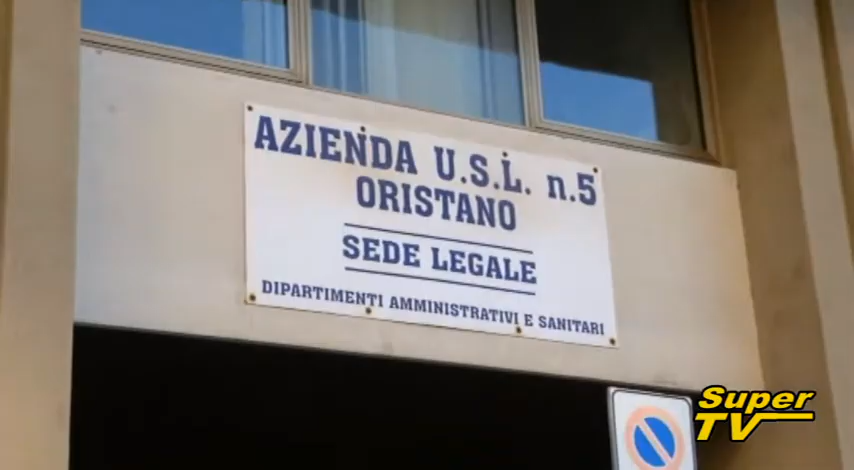 AZIENDA U.S.L. n.5
ORISTANO
SEDE LEGALE
DIPARTIMENTI AMMINISTRATIVI E SANITARI
Super
TV